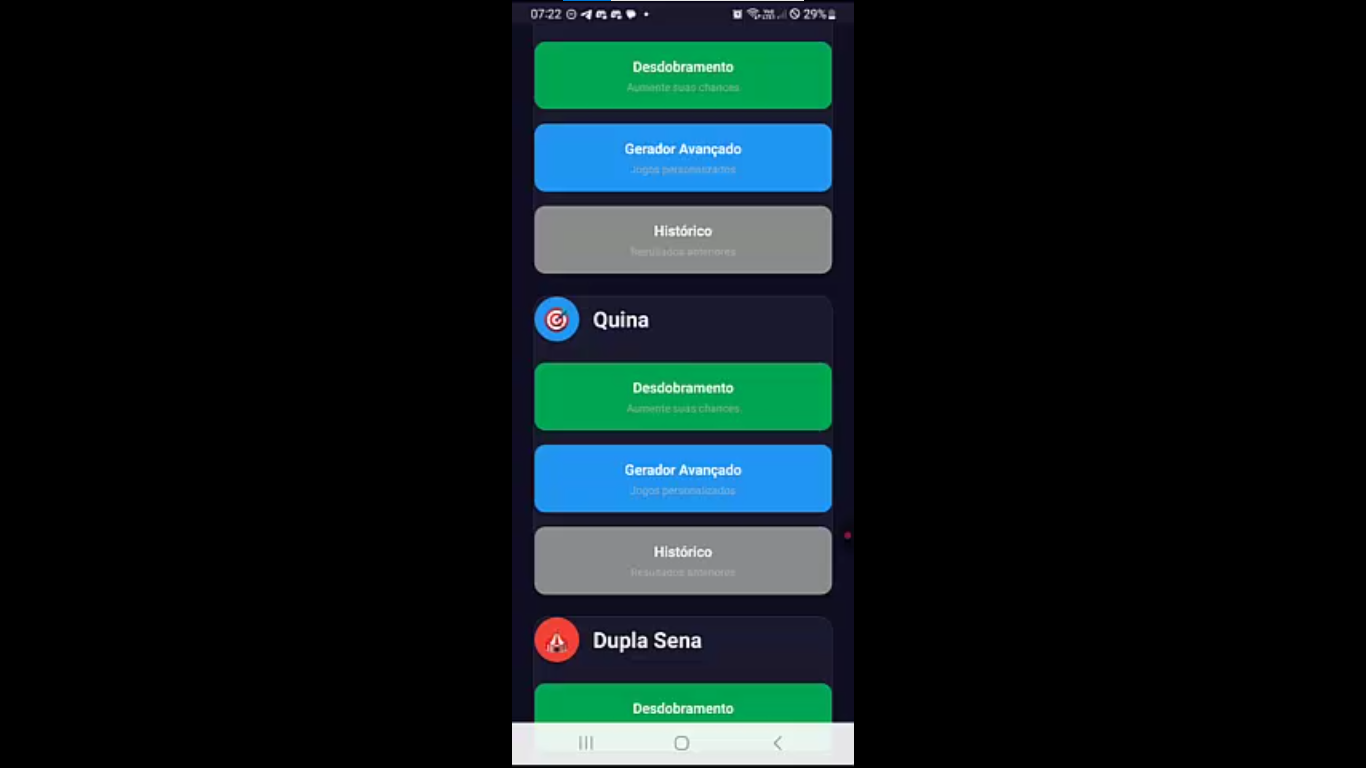 07:22
29%
Desdobramento
Aumente suas chances
Gerador Avançado
Jogos personalizados
Histórico
Resultados anteriores
Quina
Desdobramento
Aumente suas chances
Gerador Avançado
Jogos personalizados
Histórico
Resultados anteriores
Dupla Sena
Desdobramento